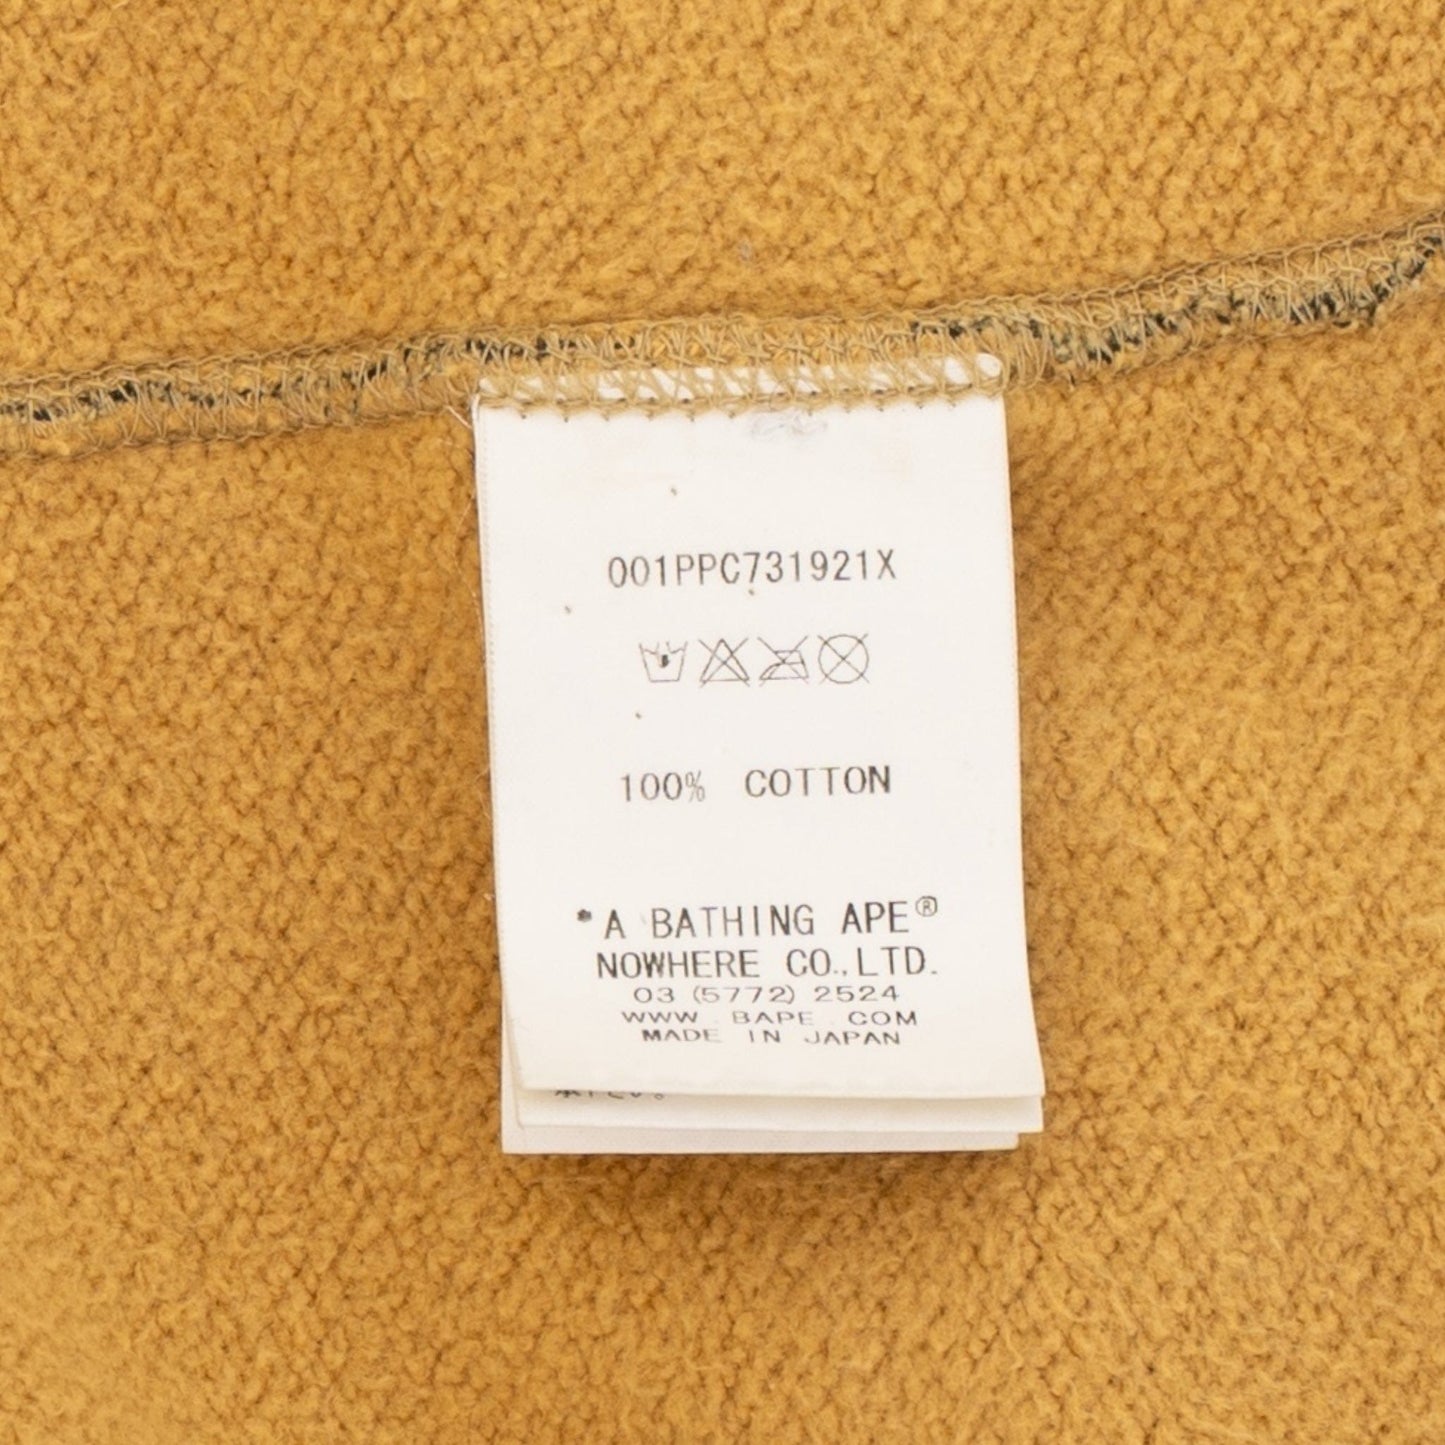 001PPC731921X
100% COTTON
*A BATHING APE®
NOWHERE CO.,LTD.
03 (5772) 2524
WWW.BAPE.COM
MADE IN JAPAN